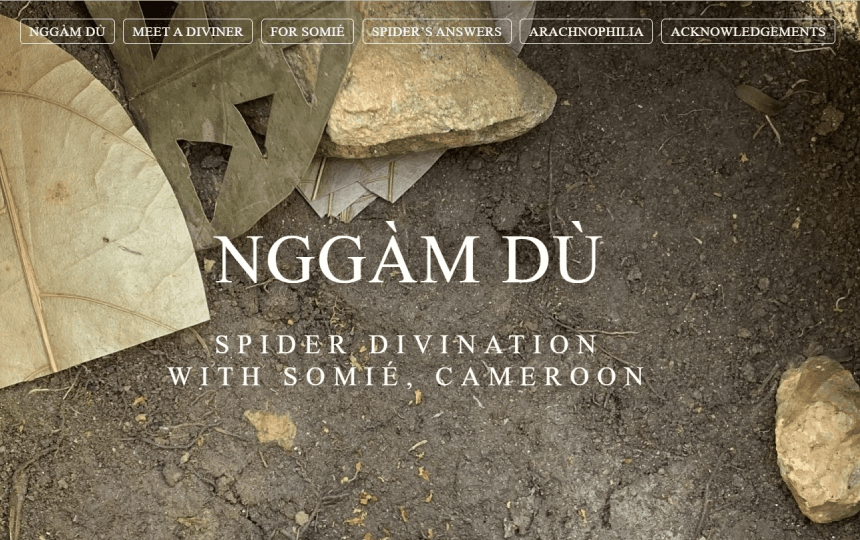 NGGÀM DÙ
MEET A DIVINER
FOR SOMIÉ
SPIDER'S ANSWERS
ARACHNOPHILIA
ACKNOWLEDGEMENTS
NGGÀM DÙ
SPIDER DIVINATION
WITH SOMIÉ, CAMEROON